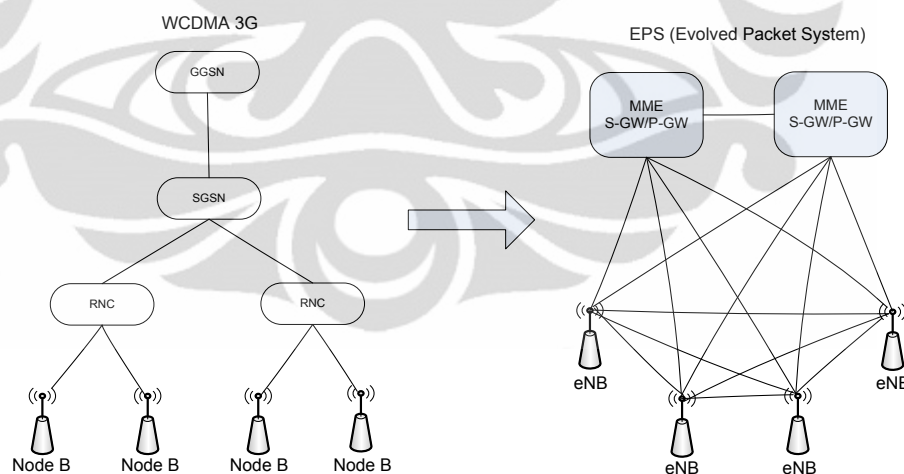 WCDMA 3G
GGSN
SGSN
RNC
RNC
Node B
Node B
Node B
Node B
EPS (Evolved Packet System)
MME
S-GW/P-GW
MME
S-GW/P-GW
eNB
eNB
eNB
eNB